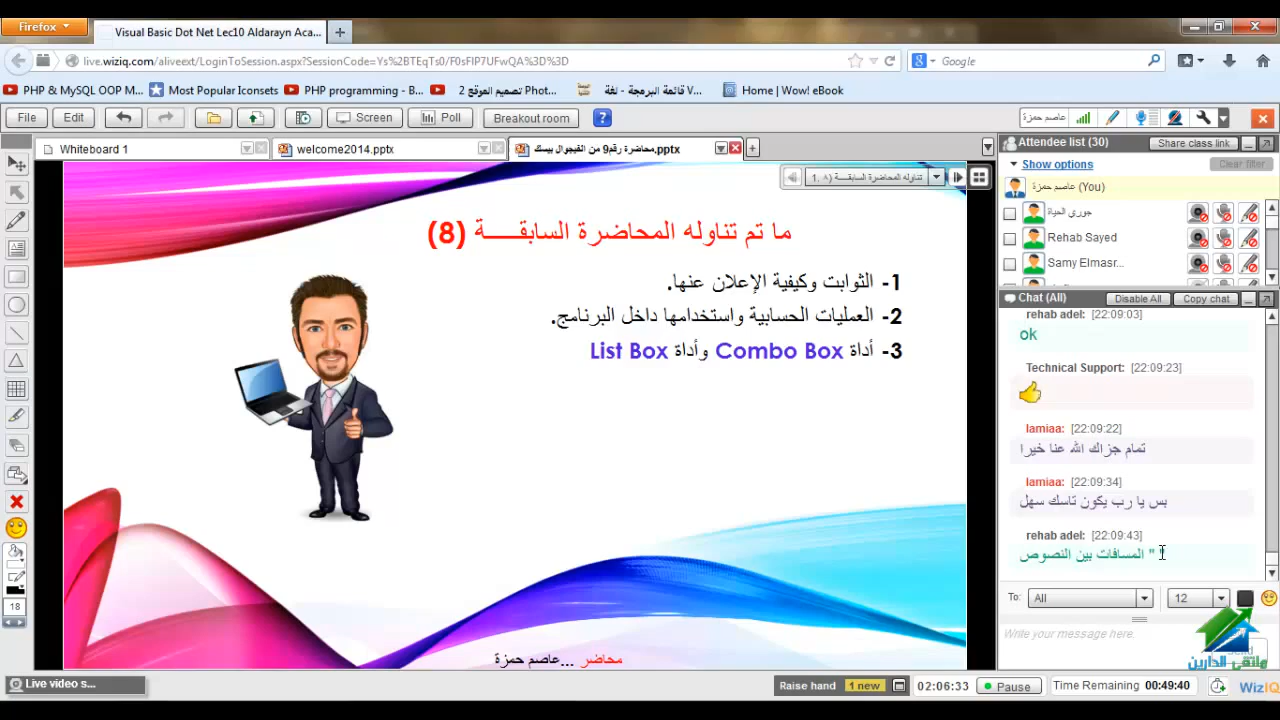 Firefox
Visual Basic Dot Net Lec10 Aldarayn Aca...
live.wiziq.com/aliveext/LoginToSession.aspx?SessionCode=Ys%2BTEqTs0/F0sFIP7UFwQA%3D%3D
Google
PHP & MySQL OOP M...
Most Popular Iconsets
PHP programming - B...
تصميم المواقع 2 Phot...
قائمة البرمجة - لغة V...
Home | Wow! eBook
File
Edit
Screen
Poll
Breakout room
عاصم حمزة
Whiteboard 1
welcome2014.pptx
محاضرة رقم9 من الفيجوال بيسك.pptx
Attendee list (30)
Share class link
Show options
Clear filter
عاصم حمزة (You)
جوري الحياة
Rehab Sayed
Samy Elmasr...
ما تم تناوله المحاضرة السابقـــــة (8)
1- الثوابت وكيفية الإعلان عنها.
2- العمليات الحسابية واستخدامها داخل البرنامج.
3- أداة Combo Box وأداة List Box
محاضر ...عاصم حمزة
Chat (All)
Disable All
Copy chat
rehab adel: [22:09:03]
ok
Technical Support: [22:09:23]
lamiaa: [22:09:22]
تمام جزاك الله عنا خيرا
lamiaa: [22:09:34]
بس يا رب يكون تاسك سهل
rehab adel: [22:09:43]
" المسافات بين النصوص
To:
All
12
Write your message here.
Send
ملتقى الدارين
18
Live video s...
Raise hand
1 new
02:06:33
Pause
Time Remaining 00:49:40
WizIQ